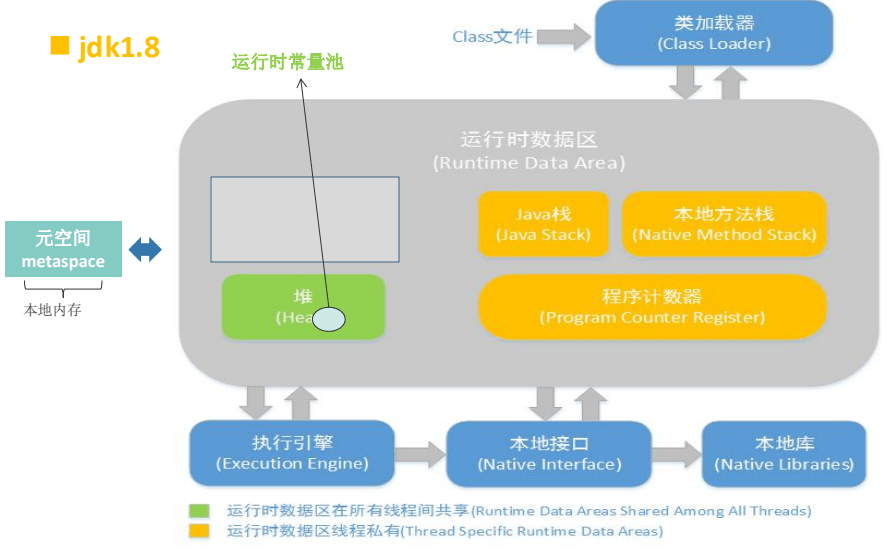 jdk1.8
Class文件
类加载器
(Class Loader)
运行时常量池
运行时数据区
(Runtime Data Area)
Java栈
(Java Stack)
本地方法栈
(Native Method Stack)
元空间
metaspace
本地内存
堆
(Hea
程序计数器
(Program Counter Register)
执行引擎
(Execution Engine)
本地接口
(Native Interface)
本地库
(Native Libraries)
运行时数据区在所有线程间共享(Runtime Data Areas Shared Among All Threads)
运行时数据区线程私有(Thread Specific Runtime Data Areas)